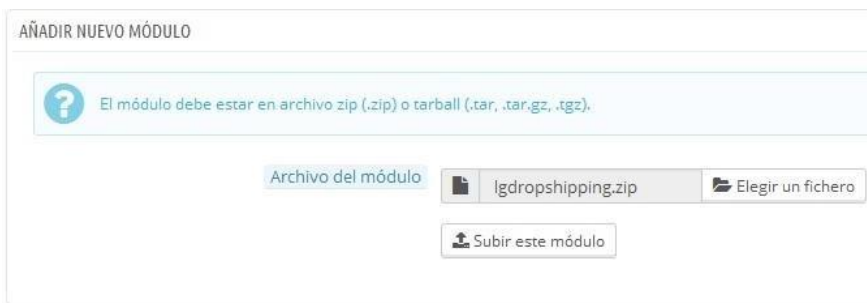 AÑADIR NUEVO MÓDULO
El módulo debe estar en archivo zip (.zip) o tarball (.tar, .tar.gz, .tgz).
Archivo del módulo lgdropshipping.zip Elegir un fichero
Subir este módulo